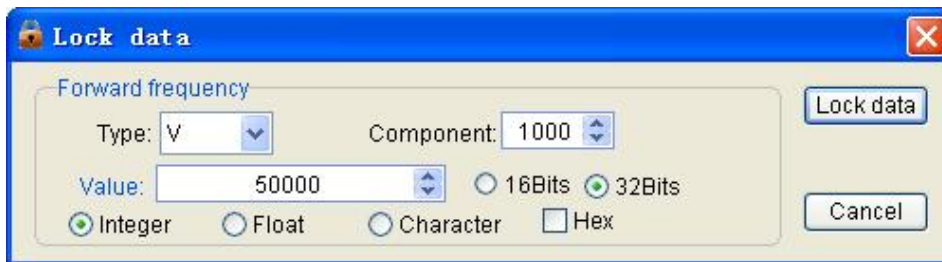 Lock data
Forward frequency
Type: V Component: 1000 Lock data
Value: 50000 16Bits 32Bits
Integer Float Character Hex Cancel